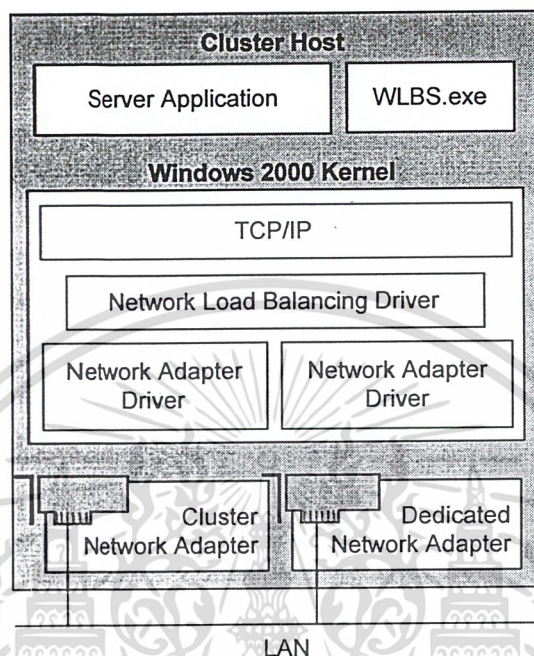 Cluster Host
Server Application
WLBS.exe
Windows 2000 Kernel
TCP/IP
Network Load Balancing Driver
Network Adapter
Driver
Network Adapter
Driver
Cluster
Network Adapter
Dedicated
Network Adapter
LAN